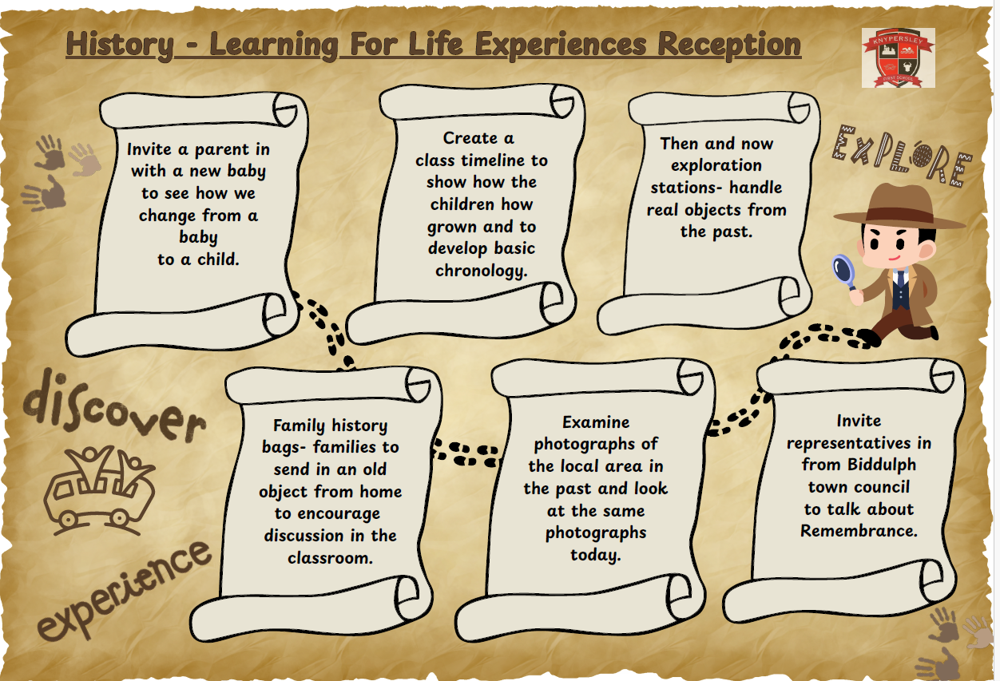 History - Learning For Life Experiences Reception
KNYPERSLEY
FIRST SCHOOL
Invite a parent in
with a new baby
to see how we
change from a
baby
to a child.
Create a
class timeline to
show how the
children how
grown and to
develop basic
chronology.
Then and now
exploration
stations- handle
real objects from
the past.
EXPLORE
discover
experience
Family history
bags- families to
send in an old
object from home
to encourage
discussion in the
classroom.
Examine
photographs of
the local area in
the past and look
at the same
photographs
today.
Invite
representatives in
from Biddulph
town council
to talk about
Remembrance.